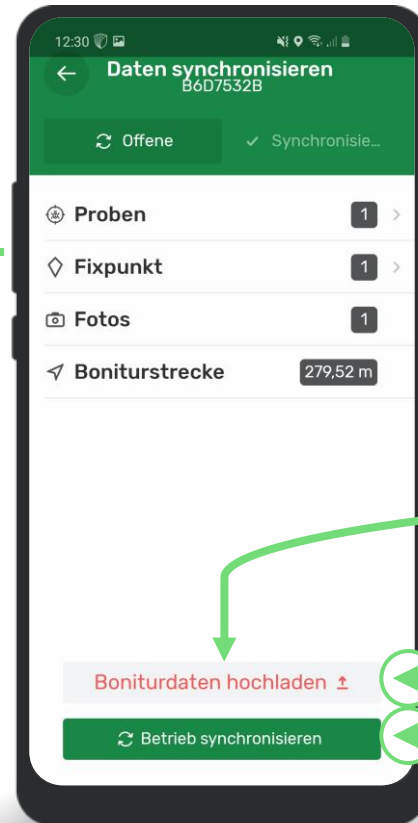 12:30
Daten synchronisieren
B6D7532B
Offene
Synchronisie…
Proben 1
Fixpunkt 1
Fotos 1
Boniturstrecke 279,52 m
Boniturdaten hochladen
Betrieb synchronisieren